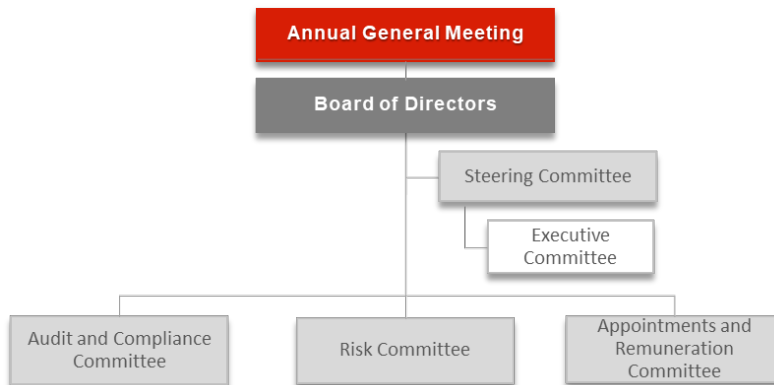 Annual General Meeting
Board of Directors
Steering Committee
Executive
Committee
Audit and Compliance
Committee
Risk Committee
Appointments and
Remuneration
Committee